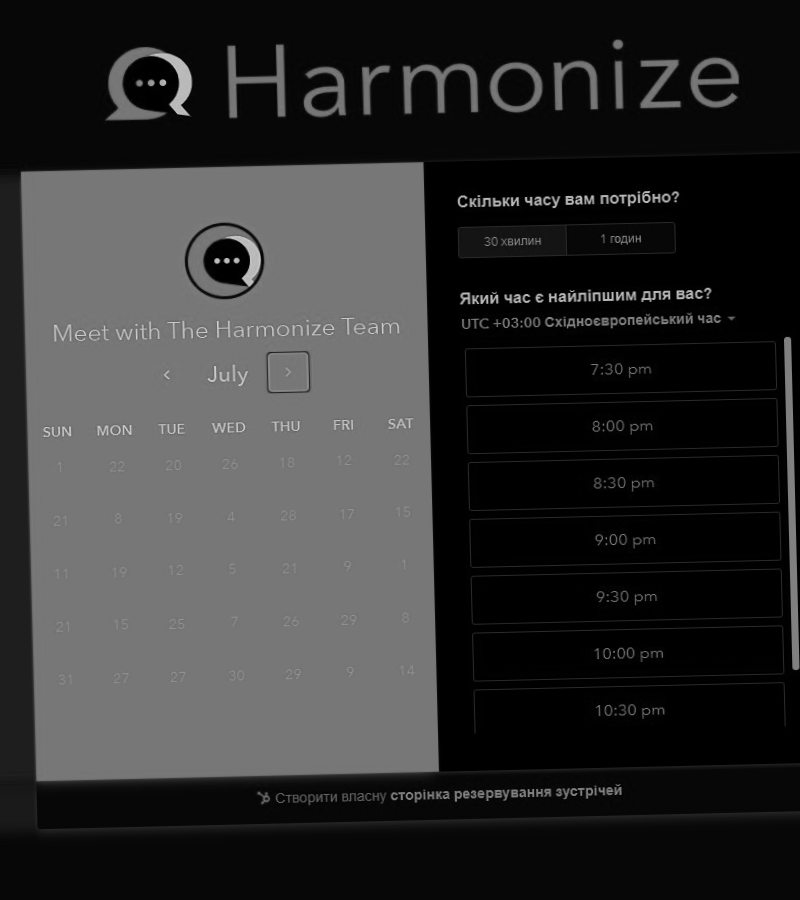 Harmonize
Meet with The Harmonize Team
July
SUN MON TUE WED THU FRI SAT
1 22 20 26 18 12 22
21 8 19 4 28 17 15
11 19 12 5 21 9 1
21 15 25 7 26 29 8
31 27 27 30 29 9 14
Скільки часу вам потрібно?
30 хвилин 1 годин
Який час є найліпшим для вас?
UTC +03:00 Східноєвропейський час
7:30 pm
8:00 pm
8:30 pm
9:00 pm
9:30 pm
10:00 pm
10:30 pm
Створити власну сторінка резервування зустрічей